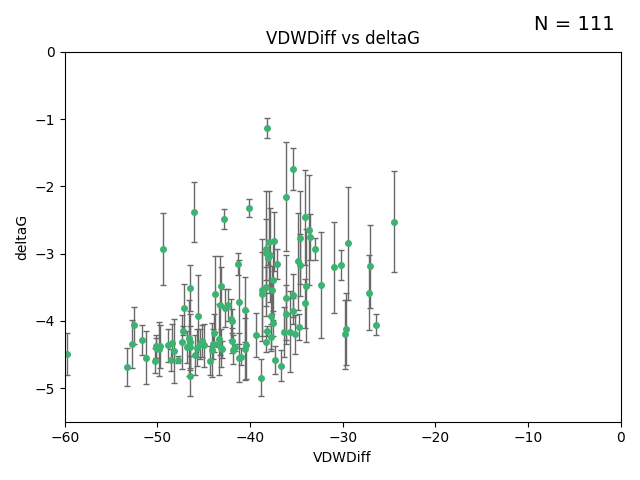 N = 111
VDWDiff vs deltaG
0
−1
−2
−3
−4
−5
deltaG
−60 −50 −40 −30 −20 −10 0
VDWDiff